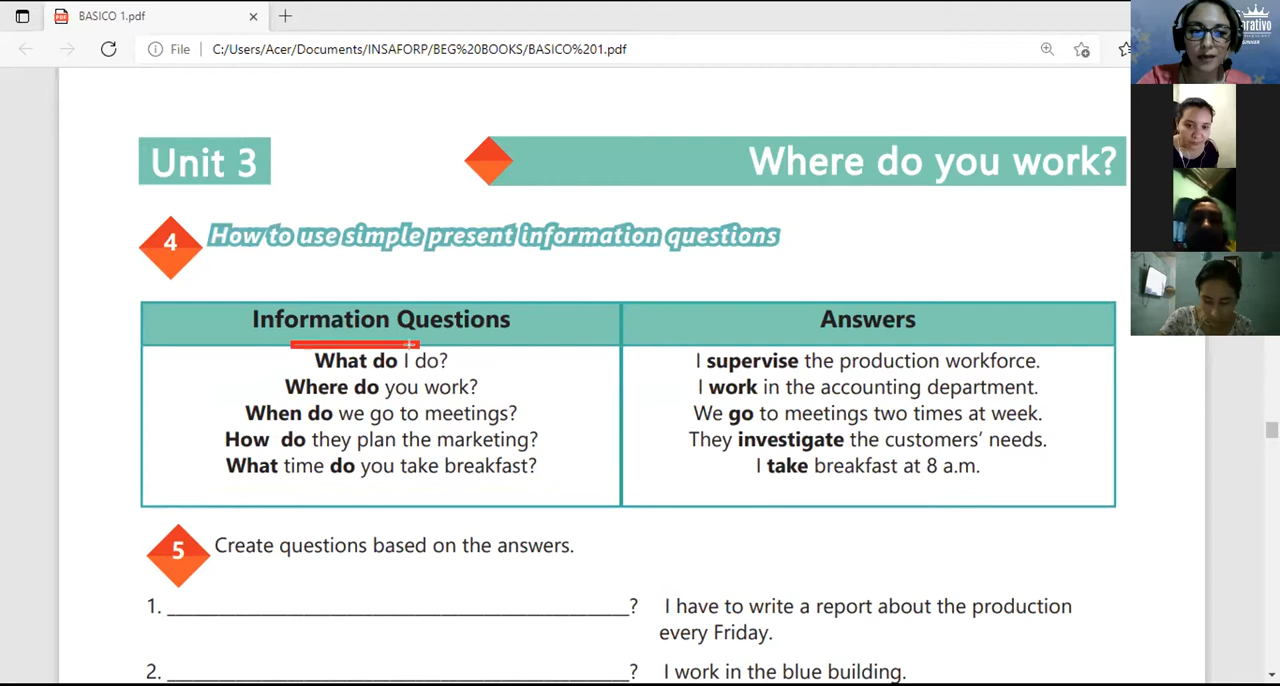 BASICO 1.pdf
File
C:/Users/Acer/Documents/INSAFORP/BEG%20BOOKS/BASICO%201.pdf
Unit 3
Where do you work?
4
How to use simple present information questions
Information Questions
Answers
What do I do?
I supervise the production workforce.
Where do you work?
I work in the accounting department.
When do we go to meetings?
We go to meetings two times at week.
How do they plan the marketing?
They investigate the customers’ needs.
What time do you take breakfast?
I take breakfast at 8 a.m.
5
Create questions based on the answers.
1. ________________________________________?
I have to write a report about the production
every Friday.
2. ________________________________________?
I work in the blue building.